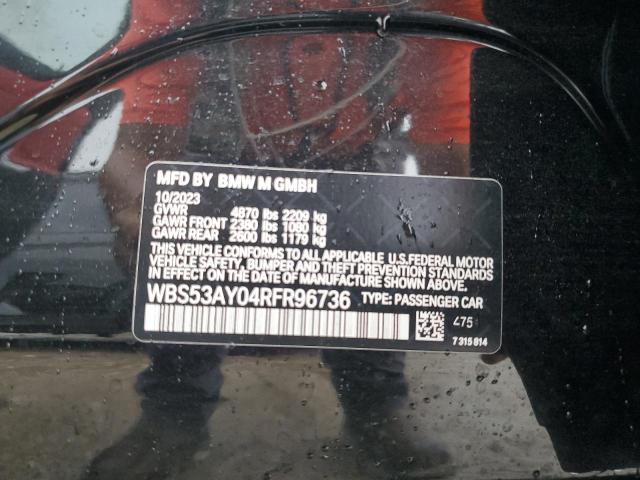 MFD BY BMW M GMBH
10/2023
GVWR 4870 lbs 2209 kg
GAWR FRONT 2380 lbs 1080 kg
GAWR REAR 2600 lbs 1179 kg
THIS VEHICLE CONFORMS TO ALL APPLICABLE U.S.FEDERAL MOTOR
VEHICLE SAFETY, BUMPER AND THEFT PREVENTION
STANDARDS IN EFFECT ON THE DATE OF MANUFACTURE SHOWN ABOVE.
WBS53AY04RFR96736 TYPE: PASSENGER CAR
475
7 315 814